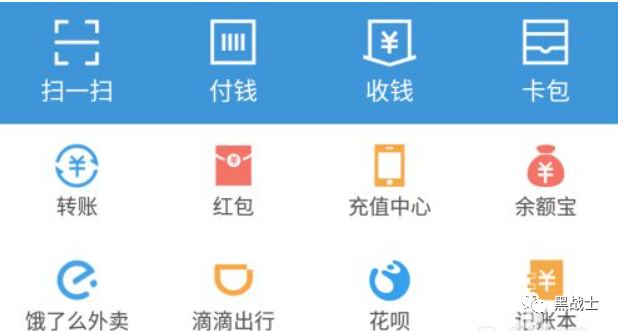 扫一扫 付钱 收钱 卡包
转账 红包 充值中心 余额宝
饿了么外卖 滴滴出行 花呗 记账本
黑战士